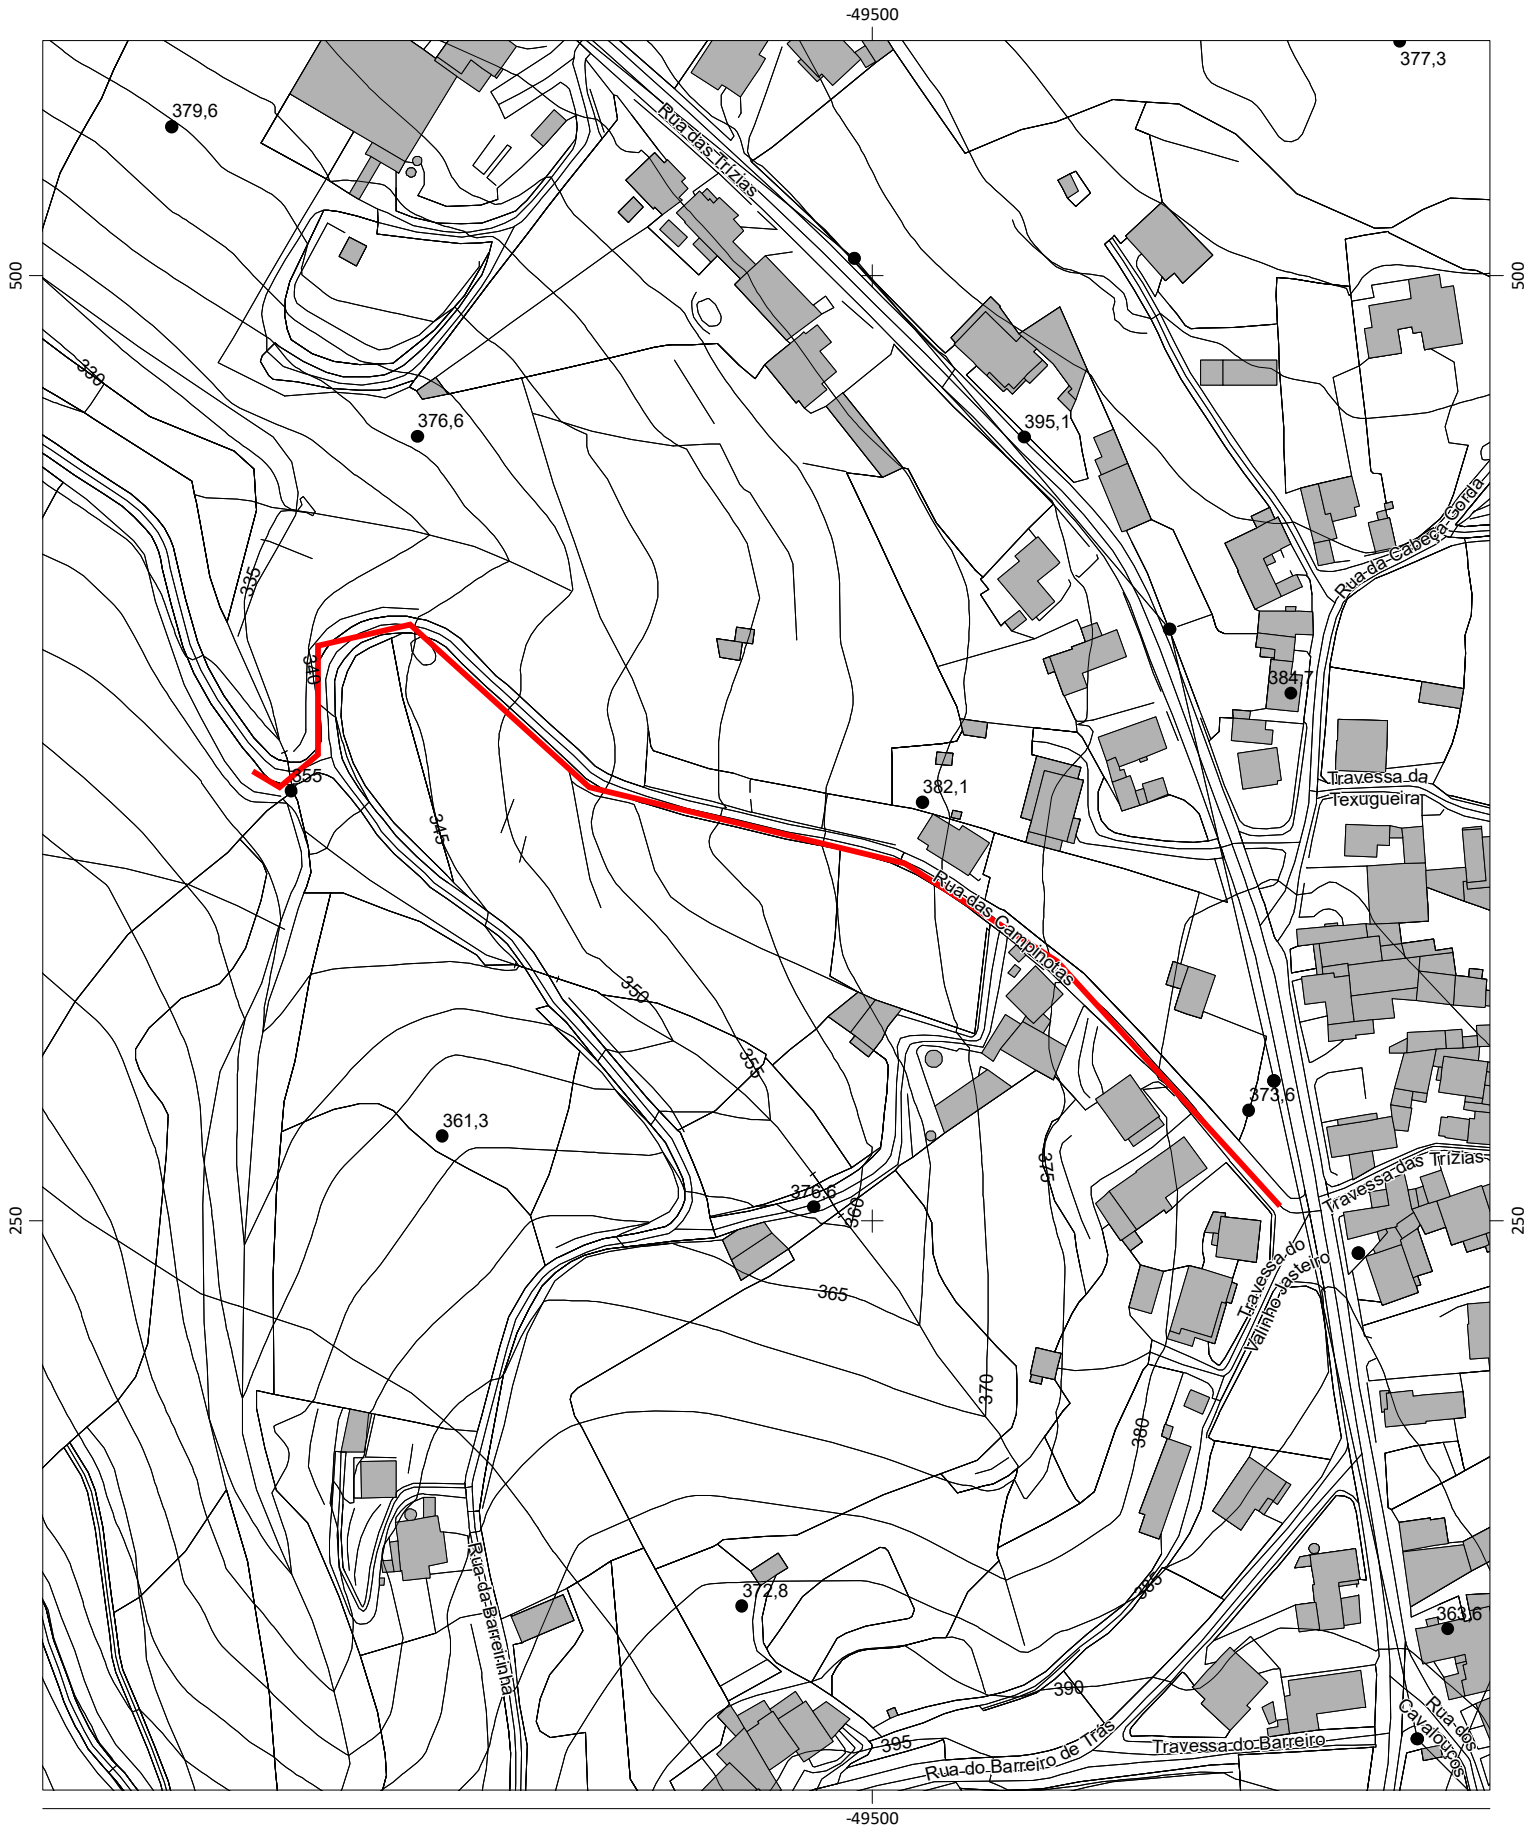 -49500
377,3
379,6
Rua das Trízias
500
500
330
376,6
395,1
Rua da Cabeça Gorda
335
340
384,7
355
Travessa da
Texugueira
382,1
345
Rua das Campinotas
350
355
373,6
361,3
375
Travessa das Trízias
376,6
360
250
250
Travessa do
Valinho Jasteiro
365
370
380
Rua da Barreirinha
385
372,8
363,6
390
395
Rua do Barreiro de Trás
Travessa do Barreiro
Rua dos
Cavaloucos
-49500